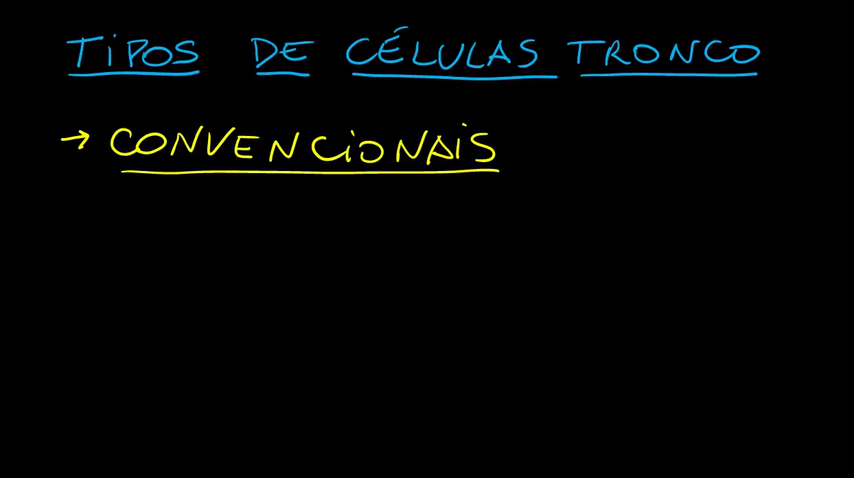 TIPOS DE CÉLULAS TRONCO
→ CONVENCIONAIS